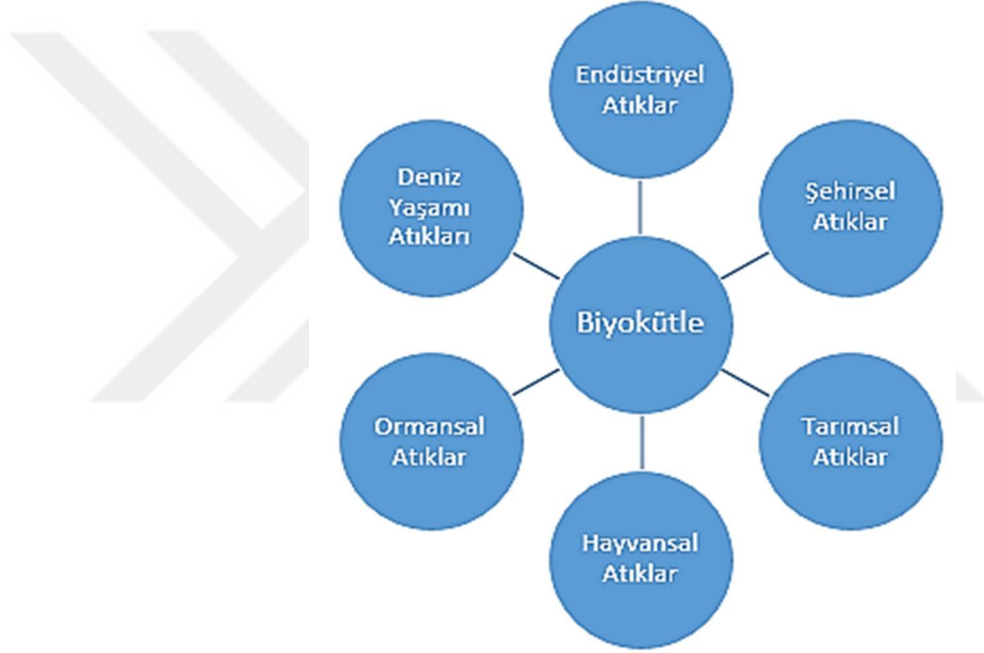 Endüstriyel
Atıklar
Deniz
Yaşamı
Atıkları
Şehirsel
Atıklar
Biyokütle
Ormansal
Atıklar
Tarımsal
Atıklar
Hayvansal
Atıklar